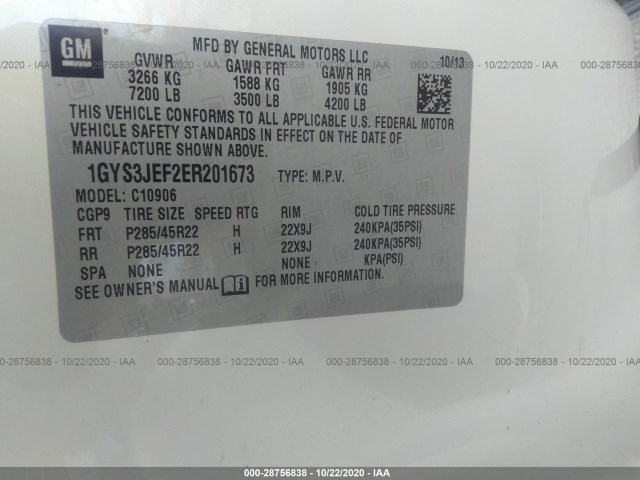 GM
MFD BY GENERAL MOTORS LLC
GVWR GAWR FRT GAWR RR 10/13
3266 KG 1588 KG 1905 KG
7200 LB 3500 LB 4200 LB
THIS VEHICLE CONFORMS TO ALL APPLICABLE U.S. FEDERAL MOTOR
VEHICLE SAFETY STANDARDS IN EFFECT ON THE DATE OF
MANUFACTURE SHOWN ABOVE.
1GYS3JEF2ER201673 TYPE: M.P.V.
MODEL: C10906
CGP9 TIRE SIZE SPEED RTG RIM COLD TIRE PRESSURE
FRT P285/45R22 H 22X9J 240KPA(35PSI)
RR P285/45R22 H 22X9J 240KPA(35PSI)
SPA NONE NONE KPA(PSI)
SEE OWNER'S MANUAL FOR MORE INFORMATION.
000-28756838 - 10/22/2020 - IAA